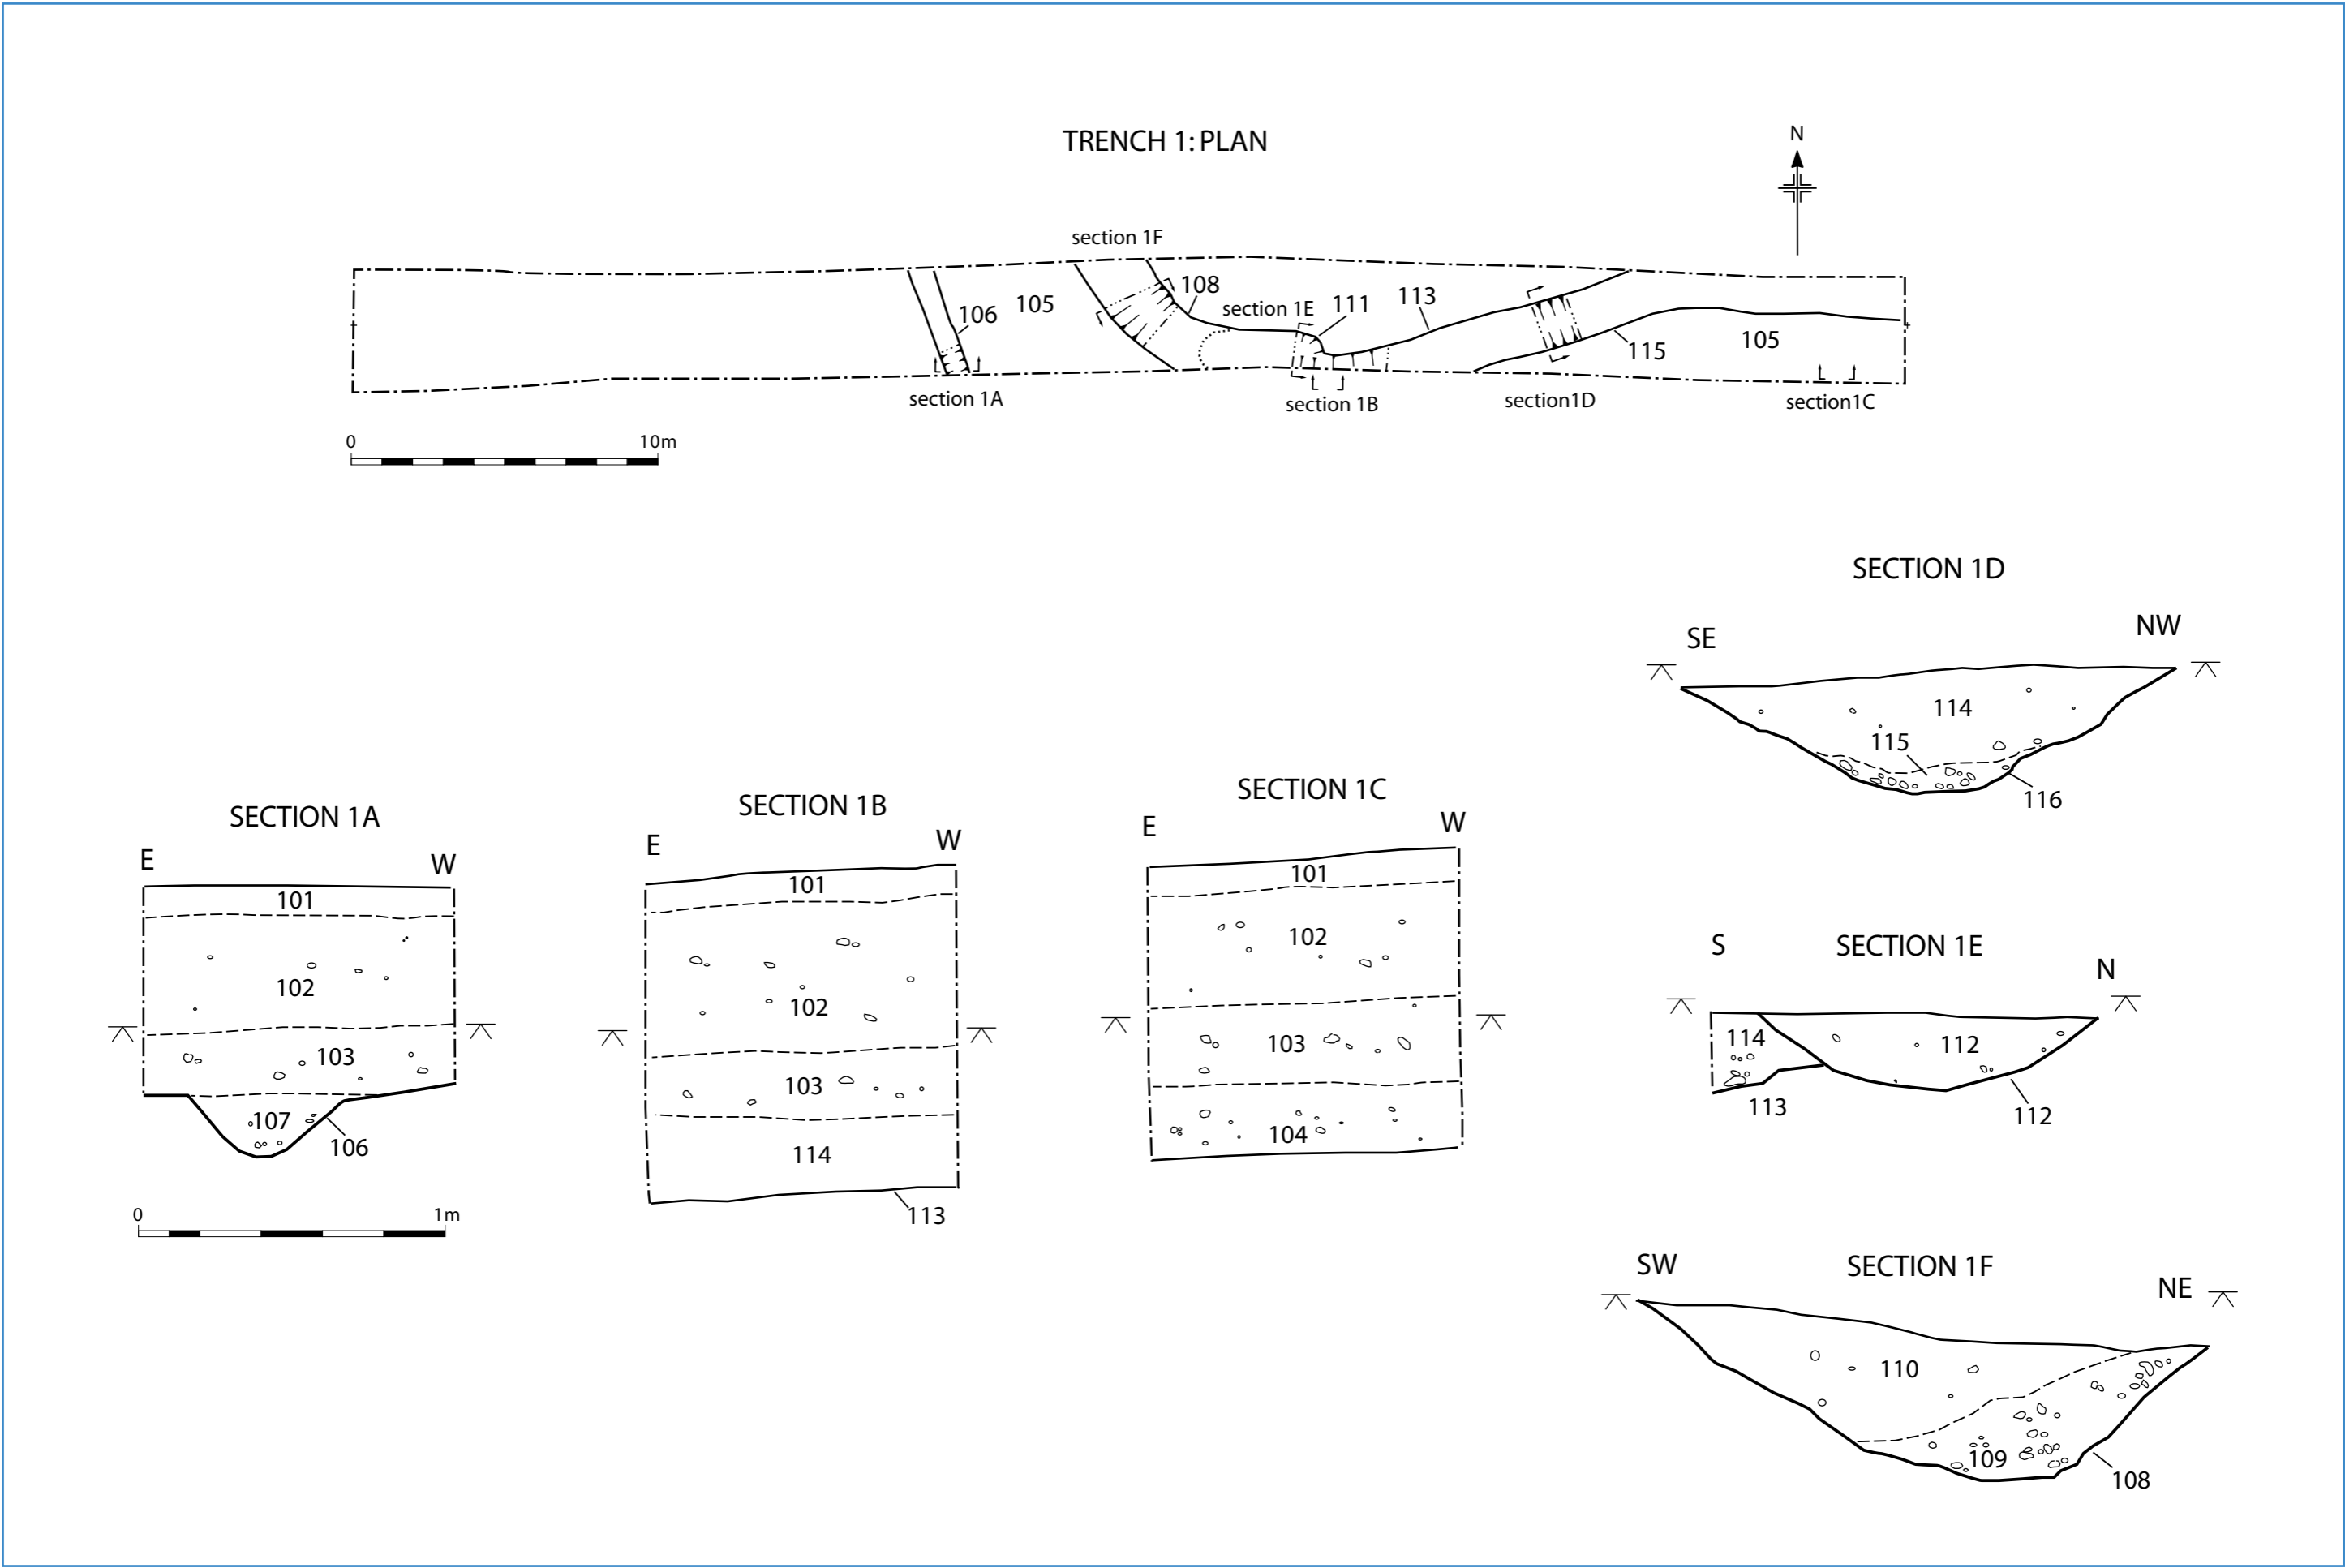 TRENCH 1: PLAN
N
section 1F
108
section 1E
111
113
106
105
115
105
section 1A
section 1B
section1D
section1C
0 10m
SECTION 1D
SE NW
114
115
116
SECTION 1A
E W
101
102
103
107
106
0 1m
SECTION 1B
E W
101
102
103
114
113
SECTION 1C
E W
101
102
103
104
S SECTION 1E N
114
112
113
112
SW SECTION 1F NE
110
109
108